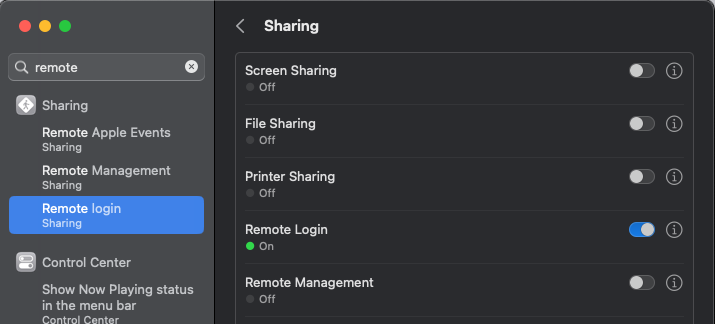 remote
Sharing
Remote Apple Events
Sharing
Remote Management
Sharing
Remote login
Sharing
Control Center
Show Now Playing status
in the menu bar
Control Center
Sharing
Screen Sharing
Off
File Sharing
Off
Printer Sharing
Off
Remote Login
On
Remote Management
Off